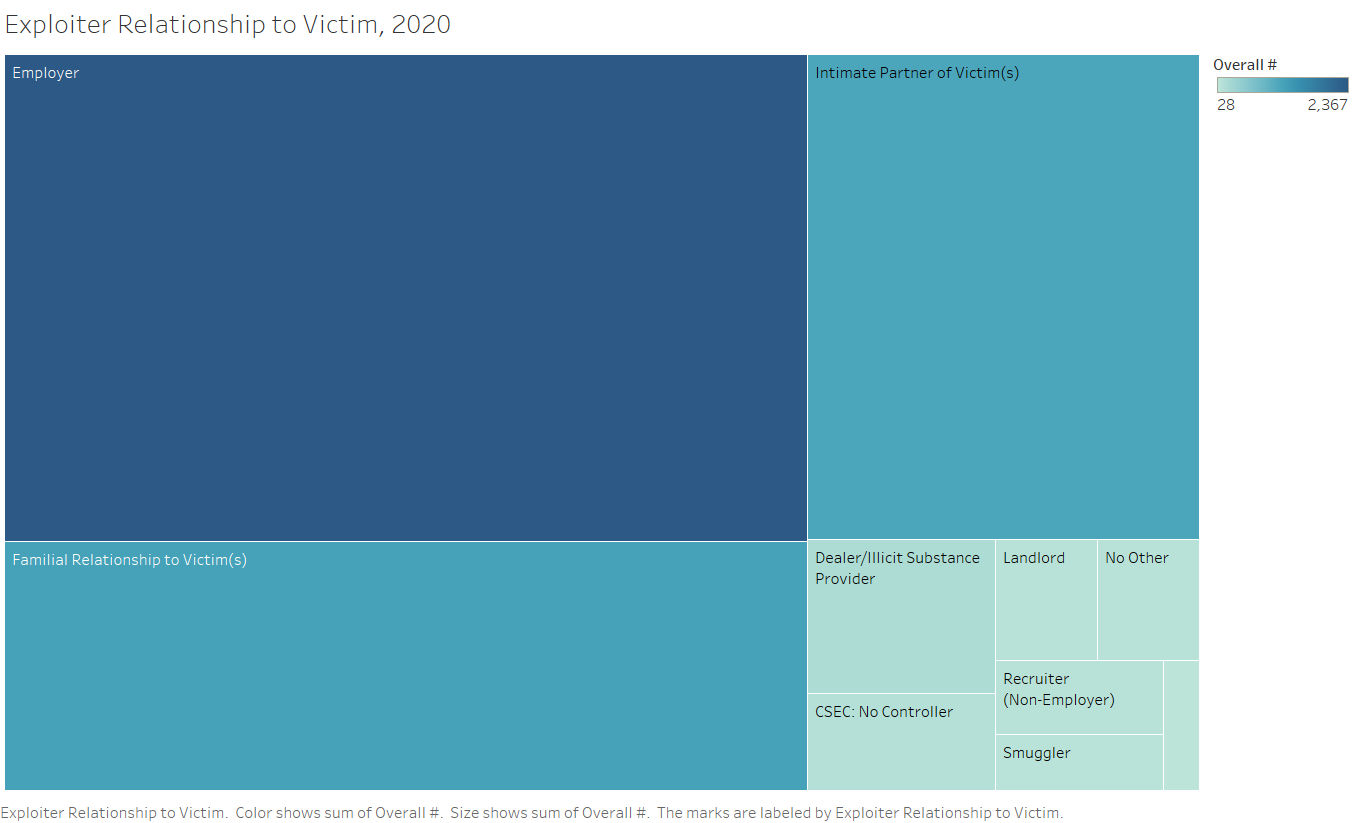 Exploiter Relationship to Victim, 2020
Employer
Intimate Partner of Victim(s)
Overall #
28
2,367
Familial Relationship to Victim(s)
Dealer/Illicit Substance
Provider
Landlord
No Other
Recruiter
(Non-Employer)
CSEC: No Controller
Smuggler
Exploiter Relationship to Victim.  Color shows sum of Overall #.  Size shows sum of Overall #.  The marks are labeled by Exploiter Relationship to Victim.